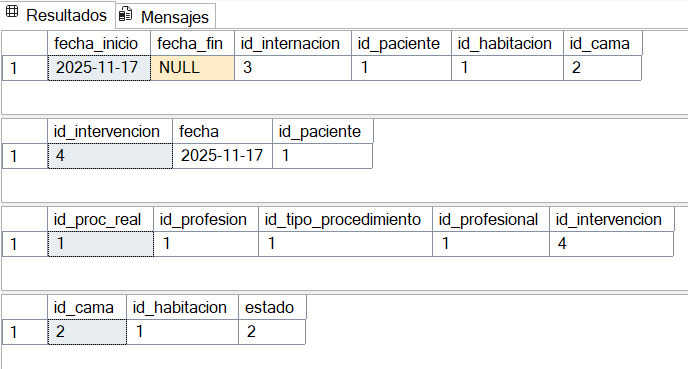 Resultados Mensajes
fecha_inicio fecha_fin id_internacion id_paciente id_habitacion id_cama
1 2025-11-17 NULL 3 1 1 2
id_intervencion fecha id_paciente
1 4 2025-11-17 1
id_proc_real id_profesion id_tipo_procedimiento id_profesional id_intervencion
1 1 1 1 1 4
id_cama id_habitacion estado
1 2 1 2